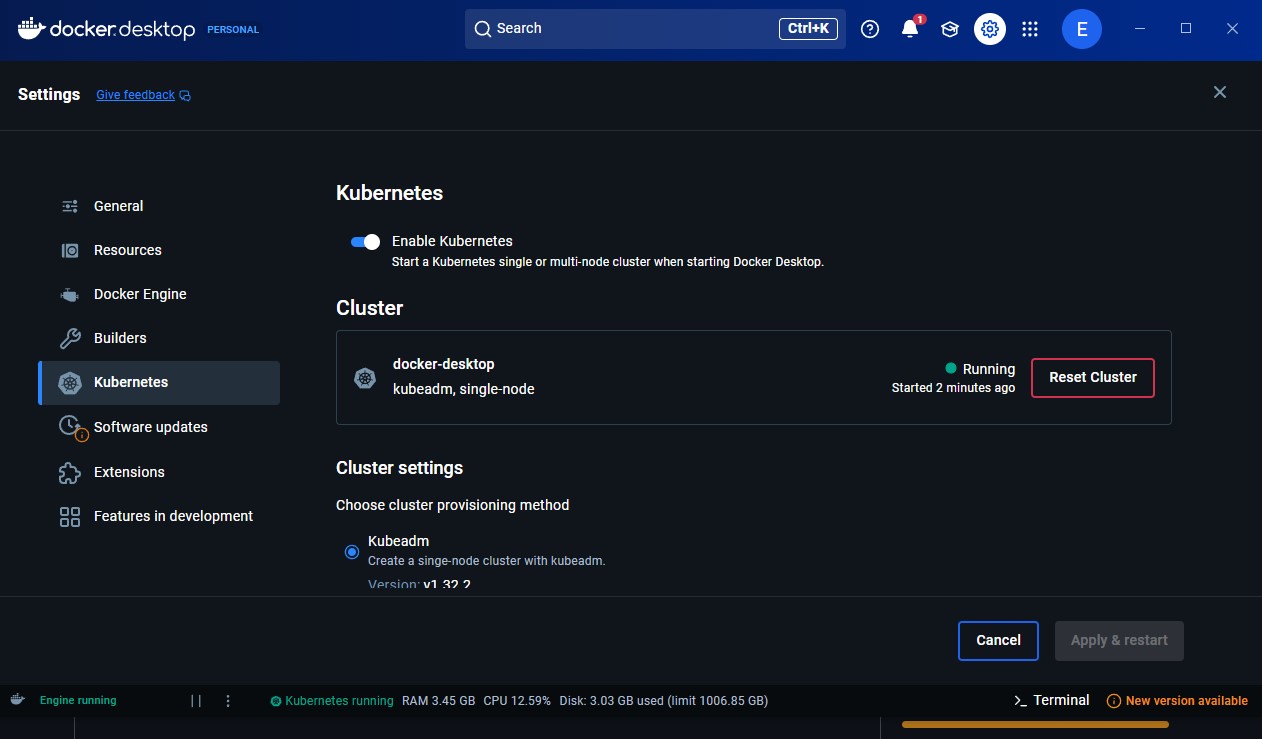 docker.desktop PERSONAL Search Ctrl+K 1 E
Settings Give feedback
Kubernetes
General
Enable Kubernetes
Start a Kubernetes single or multi-node cluster when starting Docker Desktop.
Resources
Docker Engine
Cluster
Builders
docker-desktop
kubeadm, single-node
Running
Started 2 minutes ago
Reset Cluster
Kubernetes
Software updates
Extensions
Features in development
Cluster settings
Choose cluster provisioning method
Kubeadm
Create a singe-node cluster with kubeadm.
Version: v1.32.2
Cancel Apply & restart
Engine running Kubernetes running RAM 3.45 GB CPU 12.59% Disk: 3.03 GB used (limit 1006.85 GB) >_ Terminal New version available